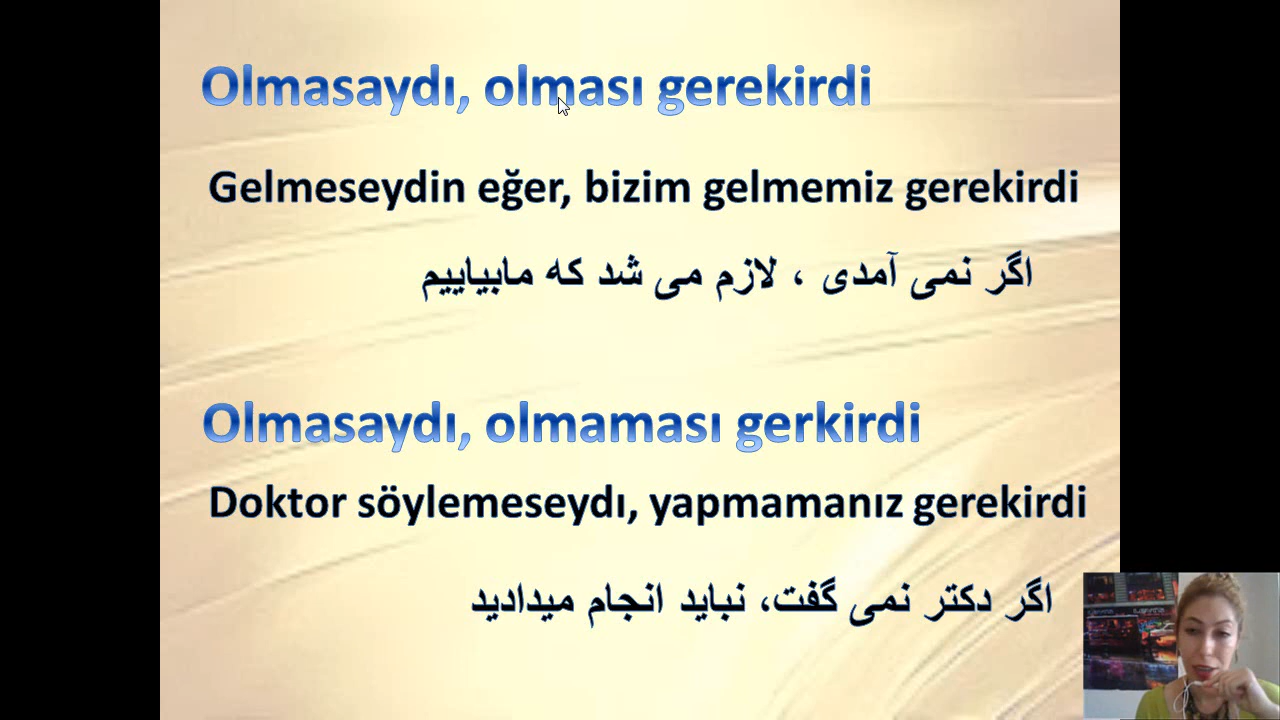 Olmasaydı, olması gerekirdi
Gelmeseydin eğer, bizim gelmemiz gerekirdi
اگر نمی آمدی ، لازم می شد که مابیاییم
Olmasaydı, olmaması gerkirdi
Doktor söylemeseydı, yapmamanız gerekirdi
اگر دکتر نمی گفت، نباید انجام میدادید